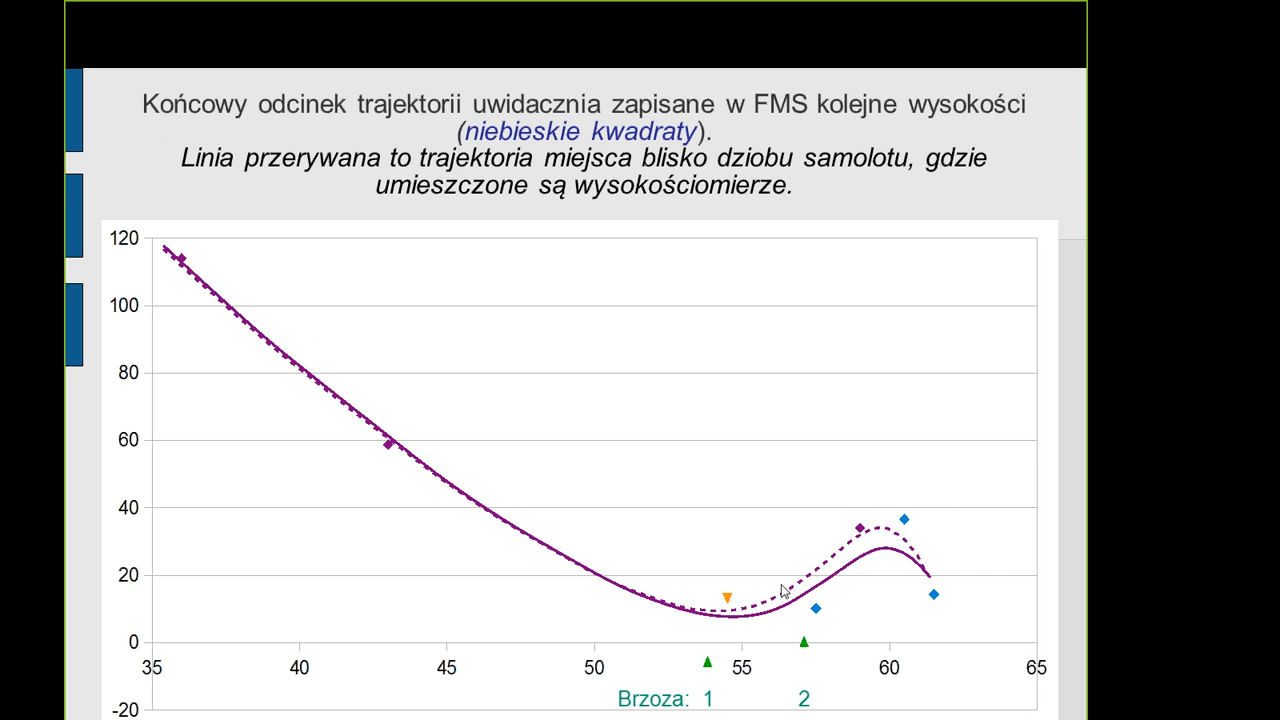 Końcowy odcinek trajektorii uwidacznia zapisane w FMS kolejne wysokości
(niebieskie kwadraty).
Linia przerywana to trajektoria miejsca blisko dziobu samolotu, gdzie
umieszczone są wysokościomierze.
120
100
80
60
40
20
0
35 40 45 50 55 60 65
Brzoza: 1 2
-20